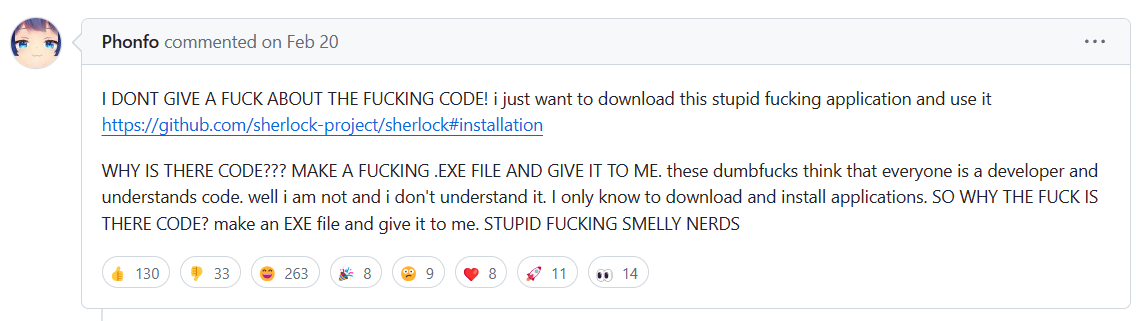 Phonfo commented on Feb 20
I DONT GIVE A FUCK ABOUT THE FUCKING CODE! i just want to download this stupid fucking application and use it
https://github.com/sherlock-project/sherlock#installation
WHY IS THERE CODE??? MAKE A FUCKING .EXE FILE AND GIVE IT TO ME. these dumbfucks think that everyone is a developer and
understands code. well i am not and i don't understand it. I only know to download and install applications. SO WHY THE FUCK IS
THERE CODE? make an EXE file and give it to me. STUPID FUCKING SMELLY NERDS
👍 130 👎 33 😄 263 🎉 8 😕 9 ❤️ 8 🚀 11 👀 14